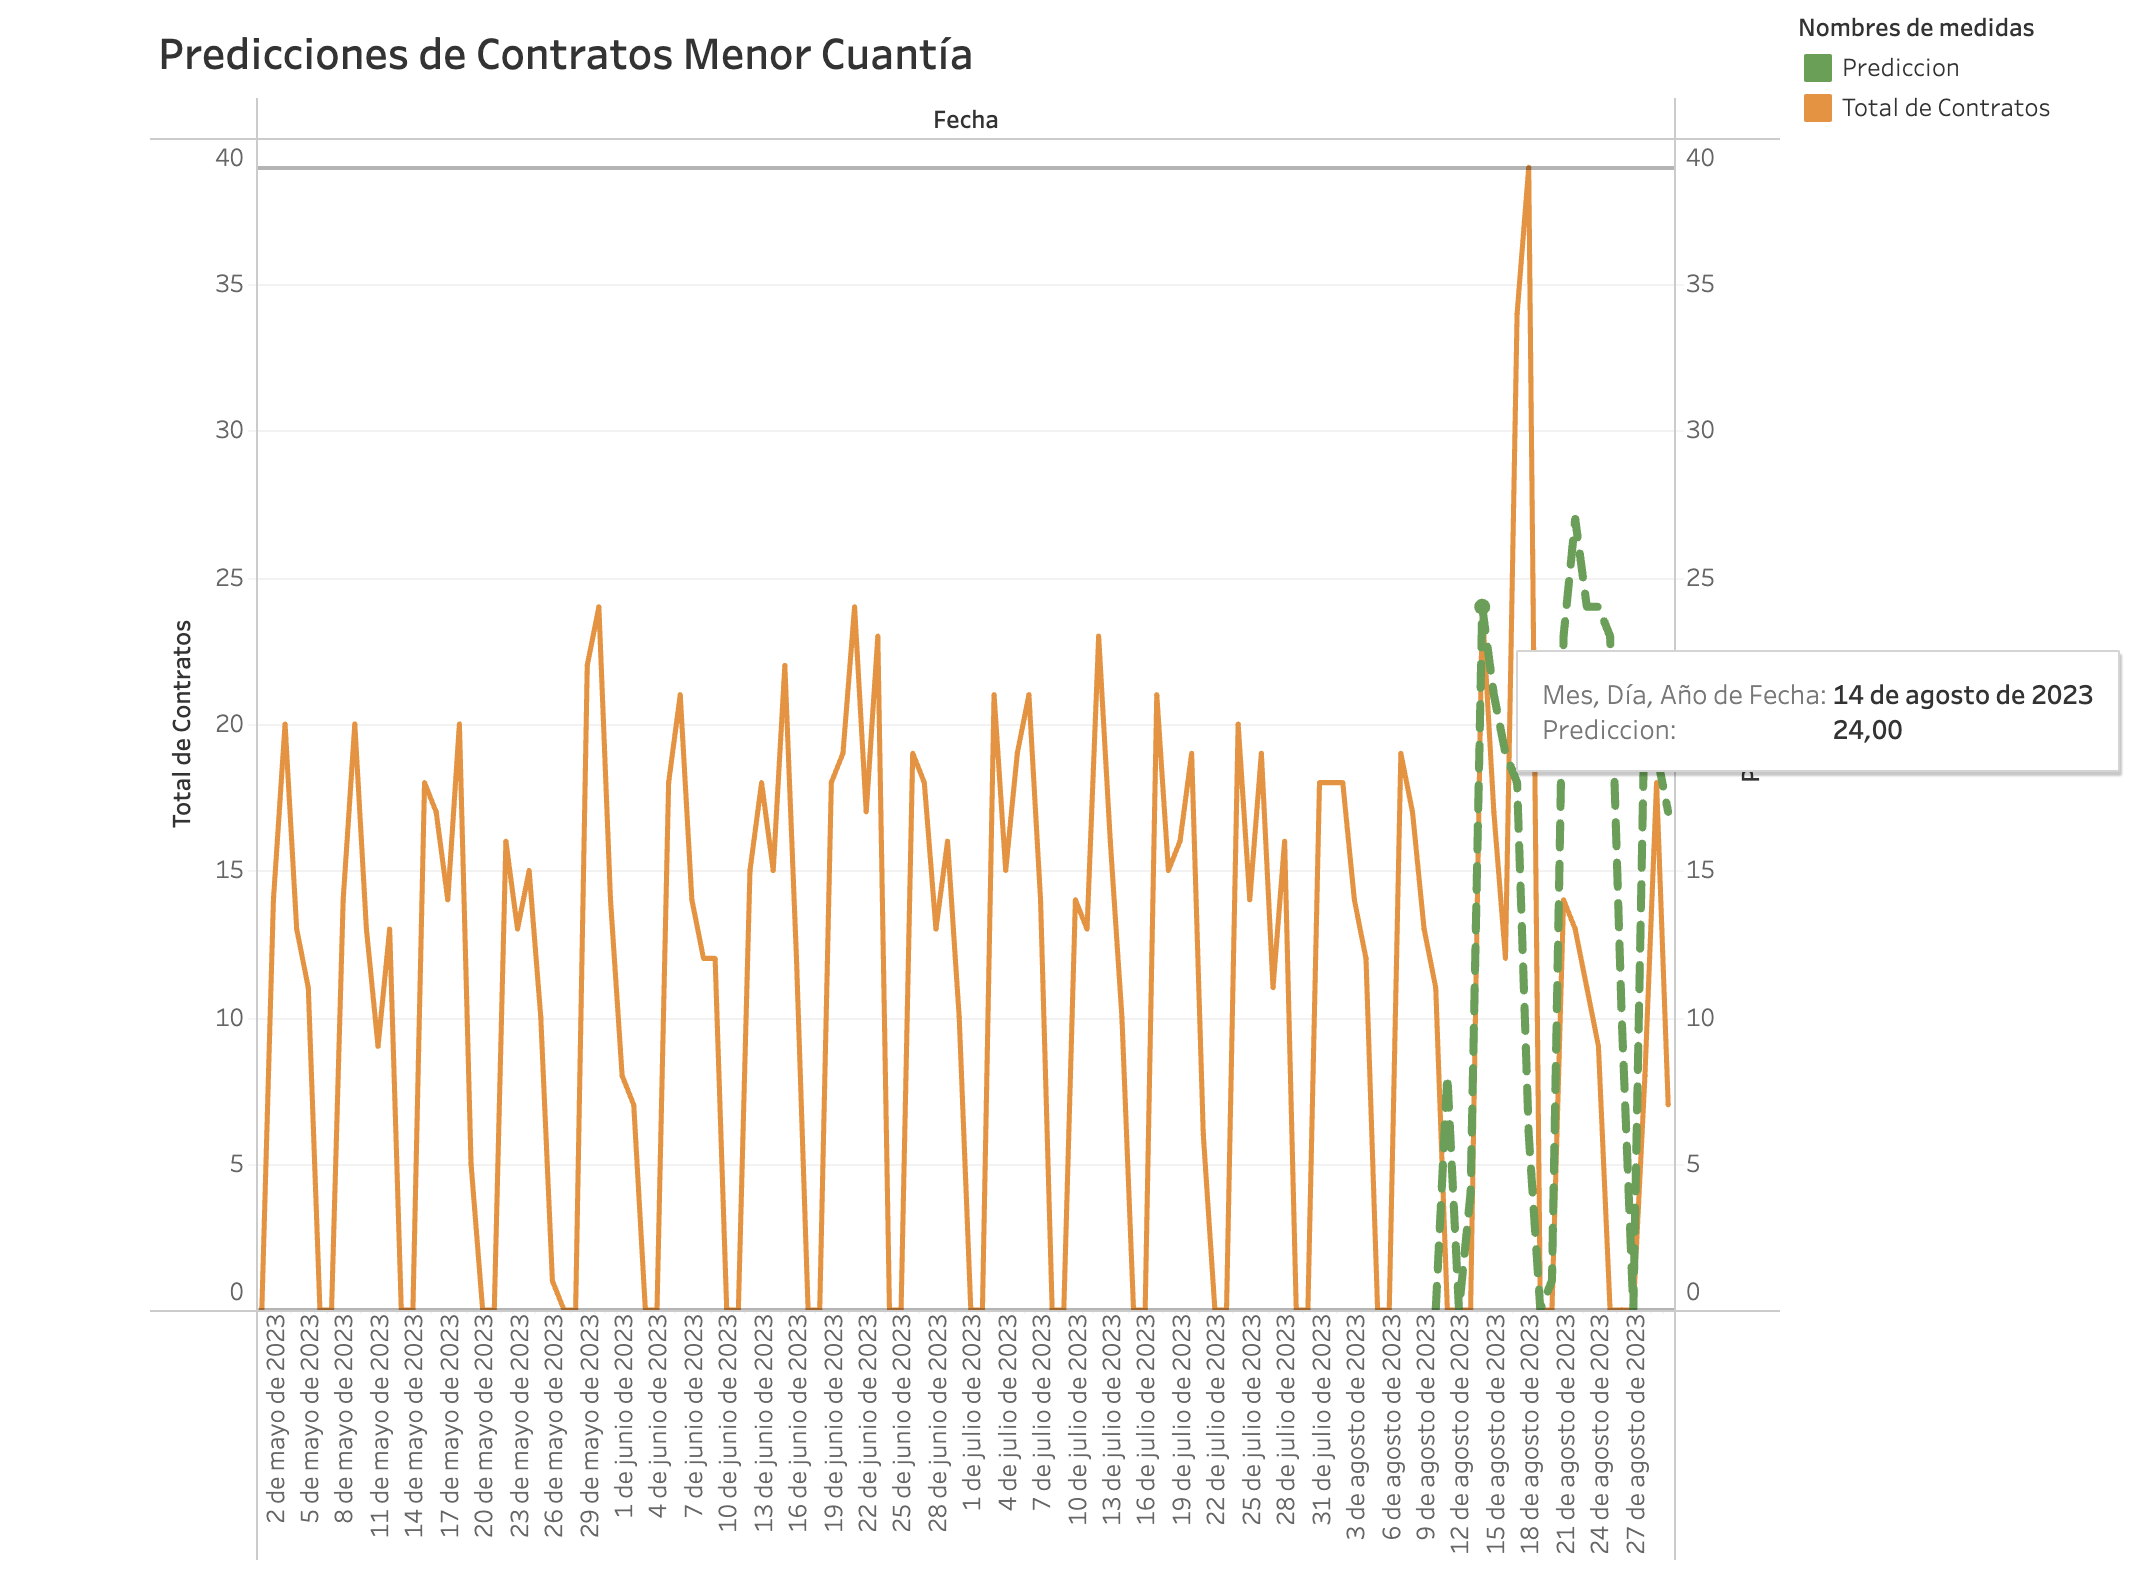 Predicciones de Contratos Menor Cuantía
Nombres de medidas
Prediccion
Total de Contratos
Fecha
Total de Contratos
40
35
30
25
20
15
10
5
0
40
35
30
25
15
10
5
0
Mes, Día, Año de Fecha: 14 de agosto de 2023
Prediccion: 24,00
2 de mayo de 2023
5 de mayo de 2023
8 de mayo de 2023
11 de mayo de 2023
14 de mayo de 2023
17 de mayo de 2023
20 de mayo de 2023
23 de mayo de 2023
26 de mayo de 2023
29 de mayo de 2023
1 de junio de 2023
4 de junio de 2023
7 de junio de 2023
10 de junio de 2023
13 de junio de 2023
16 de junio de 2023
19 de junio de 2023
22 de junio de 2023
25 de junio de 2023
28 de junio de 2023
1 de julio de 2023
4 de julio de 2023
7 de julio de 2023
10 de julio de 2023
13 de julio de 2023
16 de julio de 2023
19 de julio de 2023
22 de julio de 2023
25 de julio de 2023
28 de julio de 2023
31 de julio de 2023
3 de agosto de 2023
6 de agosto de 2023
9 de agosto de 2023
12 de agosto de 2023
15 de agosto de 2023
18 de agosto de 2023
21 de agosto de 2023
24 de agosto de 2023
27 de agosto de 2023